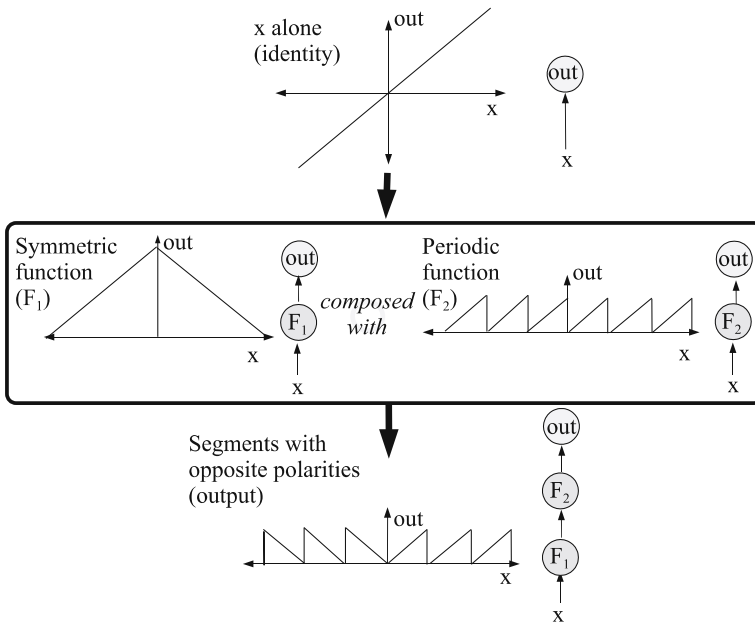 x alone
(identity)
out
x
out
x
Symmetric
function
(F₁)
out
x
out
F₁
x
composed
with
Periodic
function
(F₂)
out
x
out
F₂
x
Segments with
opposite polarities
(output)
out
x
out
F₂
F₁
x